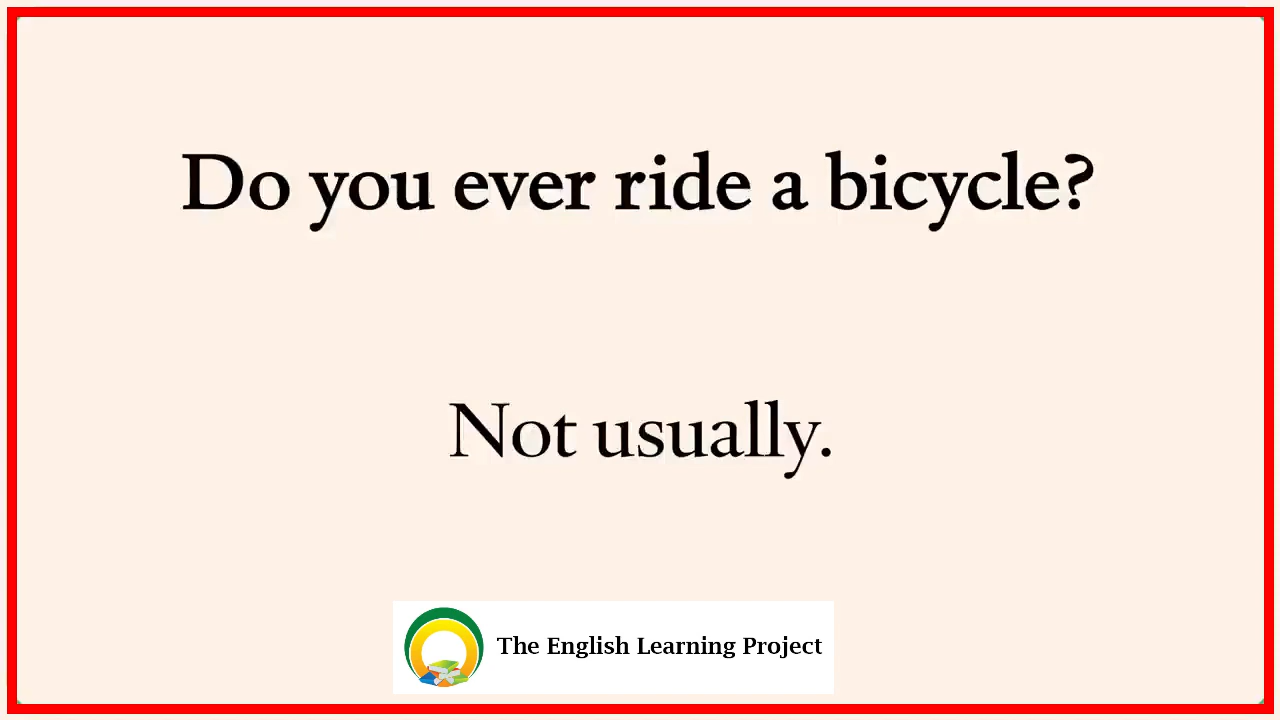 Do you ever ride a bicycle?
Not usually.
The English Learning Project